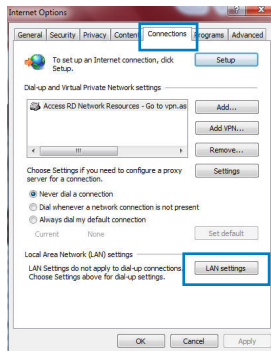 Internet Options
General Security Privacy Content Connections Programs Advanced
To set up an Internet connection, click
Setup.
Setup
Dial-up and Virtual Private Network settings
Access RD Network Resources - Go to vpn.as
Add...
Add VPN...
Remove...
Choose Settings if you need to configure a proxy
server for a connection.
Settings
Never dial a connection
Dial whenever a network connection is not present
Always dial my default connection
Current None
Set default
Local Area Network (LAN) settings
LAN Settings do not apply to dial-up connections.
Choose Settings above for dial-up settings.
LAN settings
OK Cancel Apply